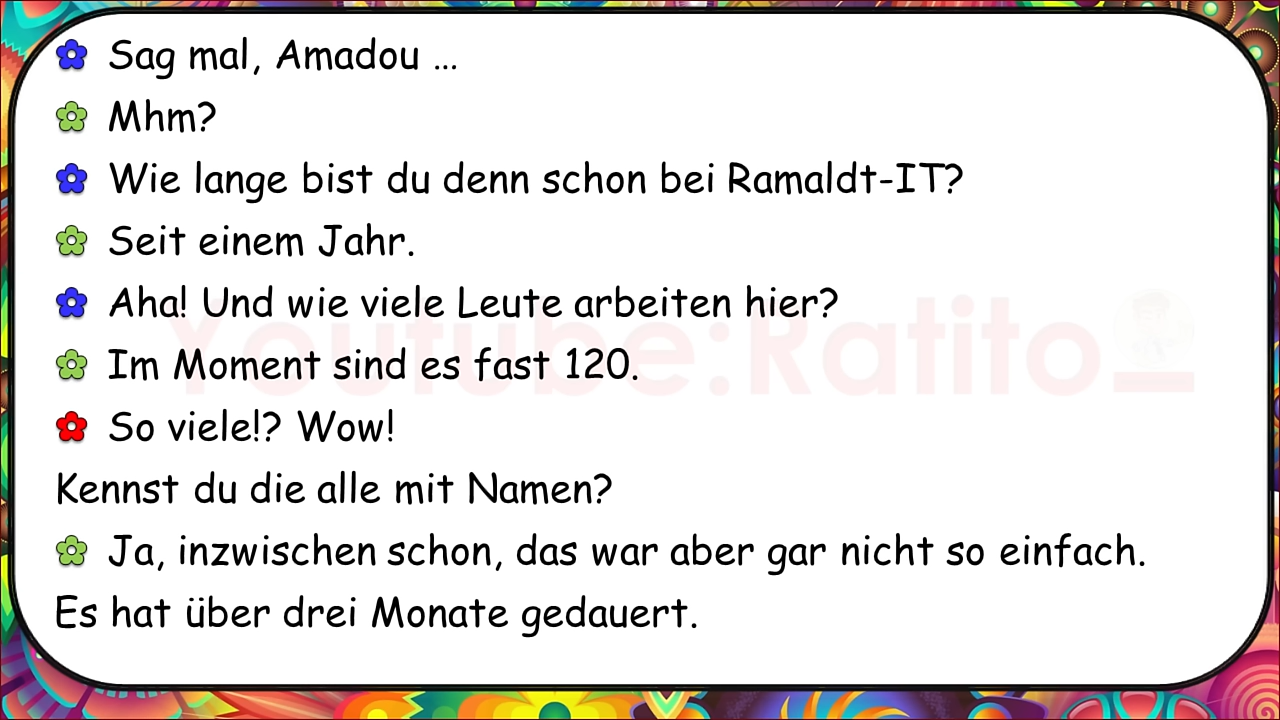 Sag mal, Amadou ...
Mhm?
Wie lange bist du denn schon bei Ramaldt-IT?
Seit einem Jahr.
Aha! Und wie viele Leute arbeiten hier?
Im Moment sind es fast 120.
So viele!? Wow!
Kennst du die alle mit Namen?
Ja, inzwischen schon, das war aber gar nicht so einfach.
Es hat über drei Monate gedauert.
Youtube:Ratito